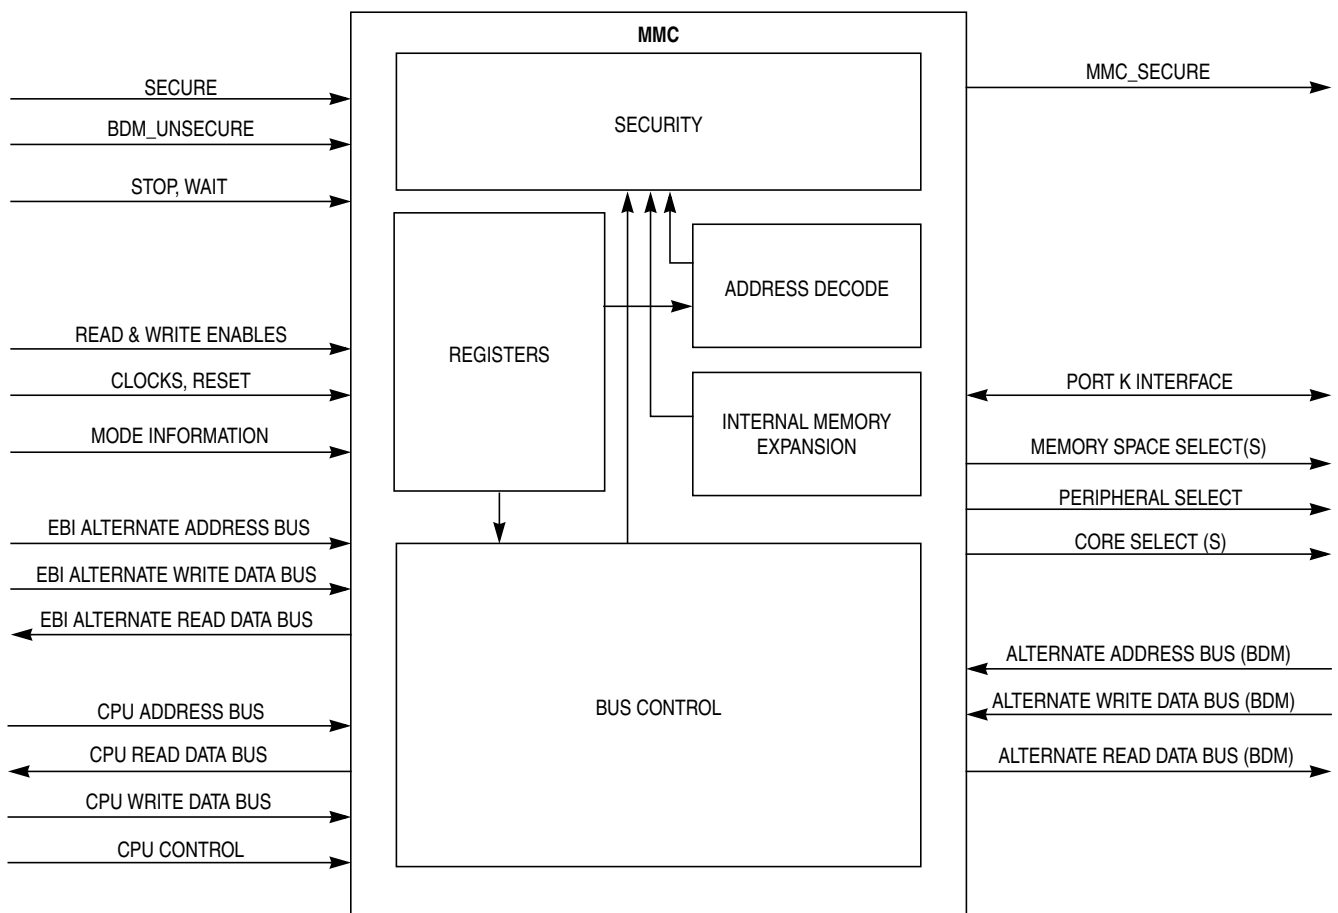 MMC
SECURE
BDM_UNSECURE
STOP, WAIT
READ & WRITE ENABLES
CLOCKS, RESET
MODE INFORMATION
EBI ALTERNATE ADDRESS BUS
EBI ALTERNATE WRITE DATA BUS
EBI ALTERNATE READ DATA BUS
CPU ADDRESS BUS
CPU READ DATA BUS
CPU WRITE DATA BUS
CPU CONTROL
SECURITY
REGISTERS
ADDRESS DECODE
INTERNAL MEMORY
EXPANSION
BUS CONTROL
MMC_SECURE
PORT K INTERFACE
MEMORY SPACE SELECT(S)
PERIPHERAL SELECT
CORE SELECT (S)
ALTERNATE ADDRESS BUS (BDM)
ALTERNATE WRITE DATA BUS (BDM)
ALTERNATE READ DATA BUS (BDM)